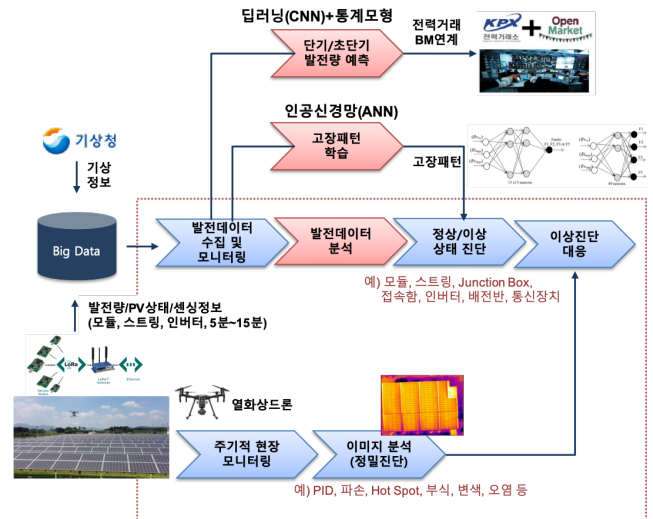 딥러닝(CNN)+통계모형
단기/초단기
발전량 예측
전력거래
BM연계
KPX
전력거래소
+
Open
Market
인공신경망(ANN)
고장패턴
학습
고장패턴
기상청
기상
정보
Big Data
발전데이터
수집 및
모니터링
발전데이터
분석
정상/이상
상태 진단
이상진단
대응
예) 모듈, 스트링, Junction Box,
접속함, 인버터, 배전반, 통신장치
발전량/PV상태/센싱정보
(모듈, 스트링, 인버터, 5분~15분)
LoRa
열화상드론
주기적 현장
모니터링
이미지 분석
(정밀진단)
예) PID, 파손, Hot Spot, 부식, 변색, 오염 등